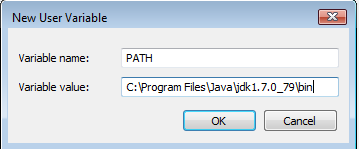 New User Variable
Variable name: PATH
Variable value: C:\Program Files\Java\jdk1.7.0_79\bin
OK Cancel